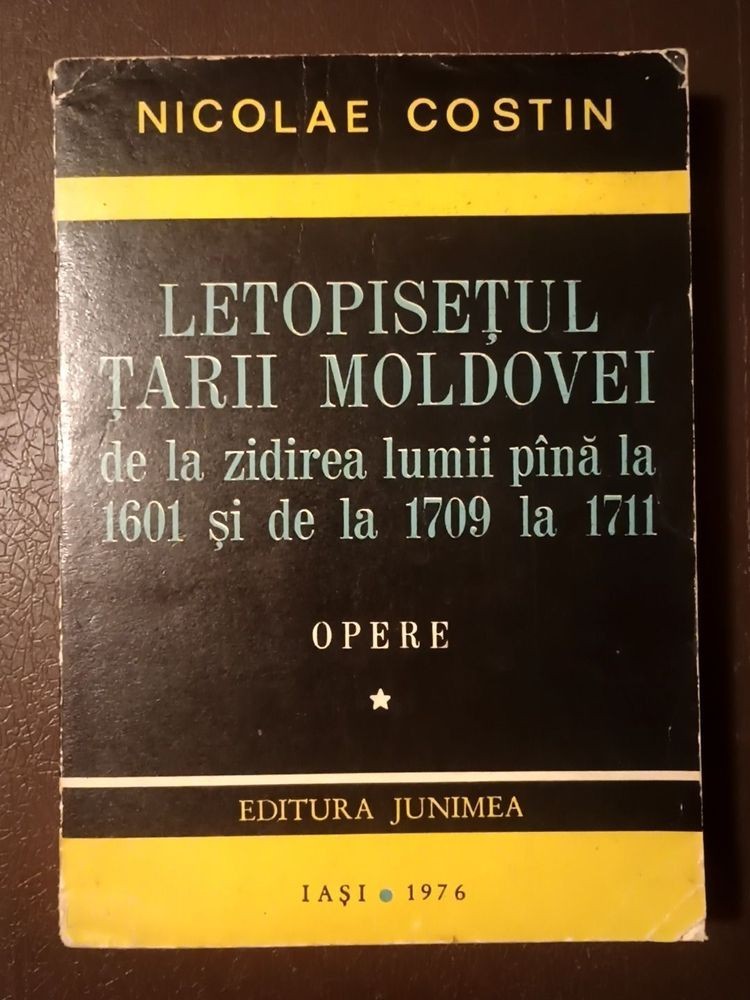 NICOLAE COSTIN
LETOPISEȚUL
ȚARII MOLDOVEI
de la zidirea lumii pînă la
1601 și de la 1709 la 1711
OPERE
EDITURA JUNIMEA
IAȘI • 1976